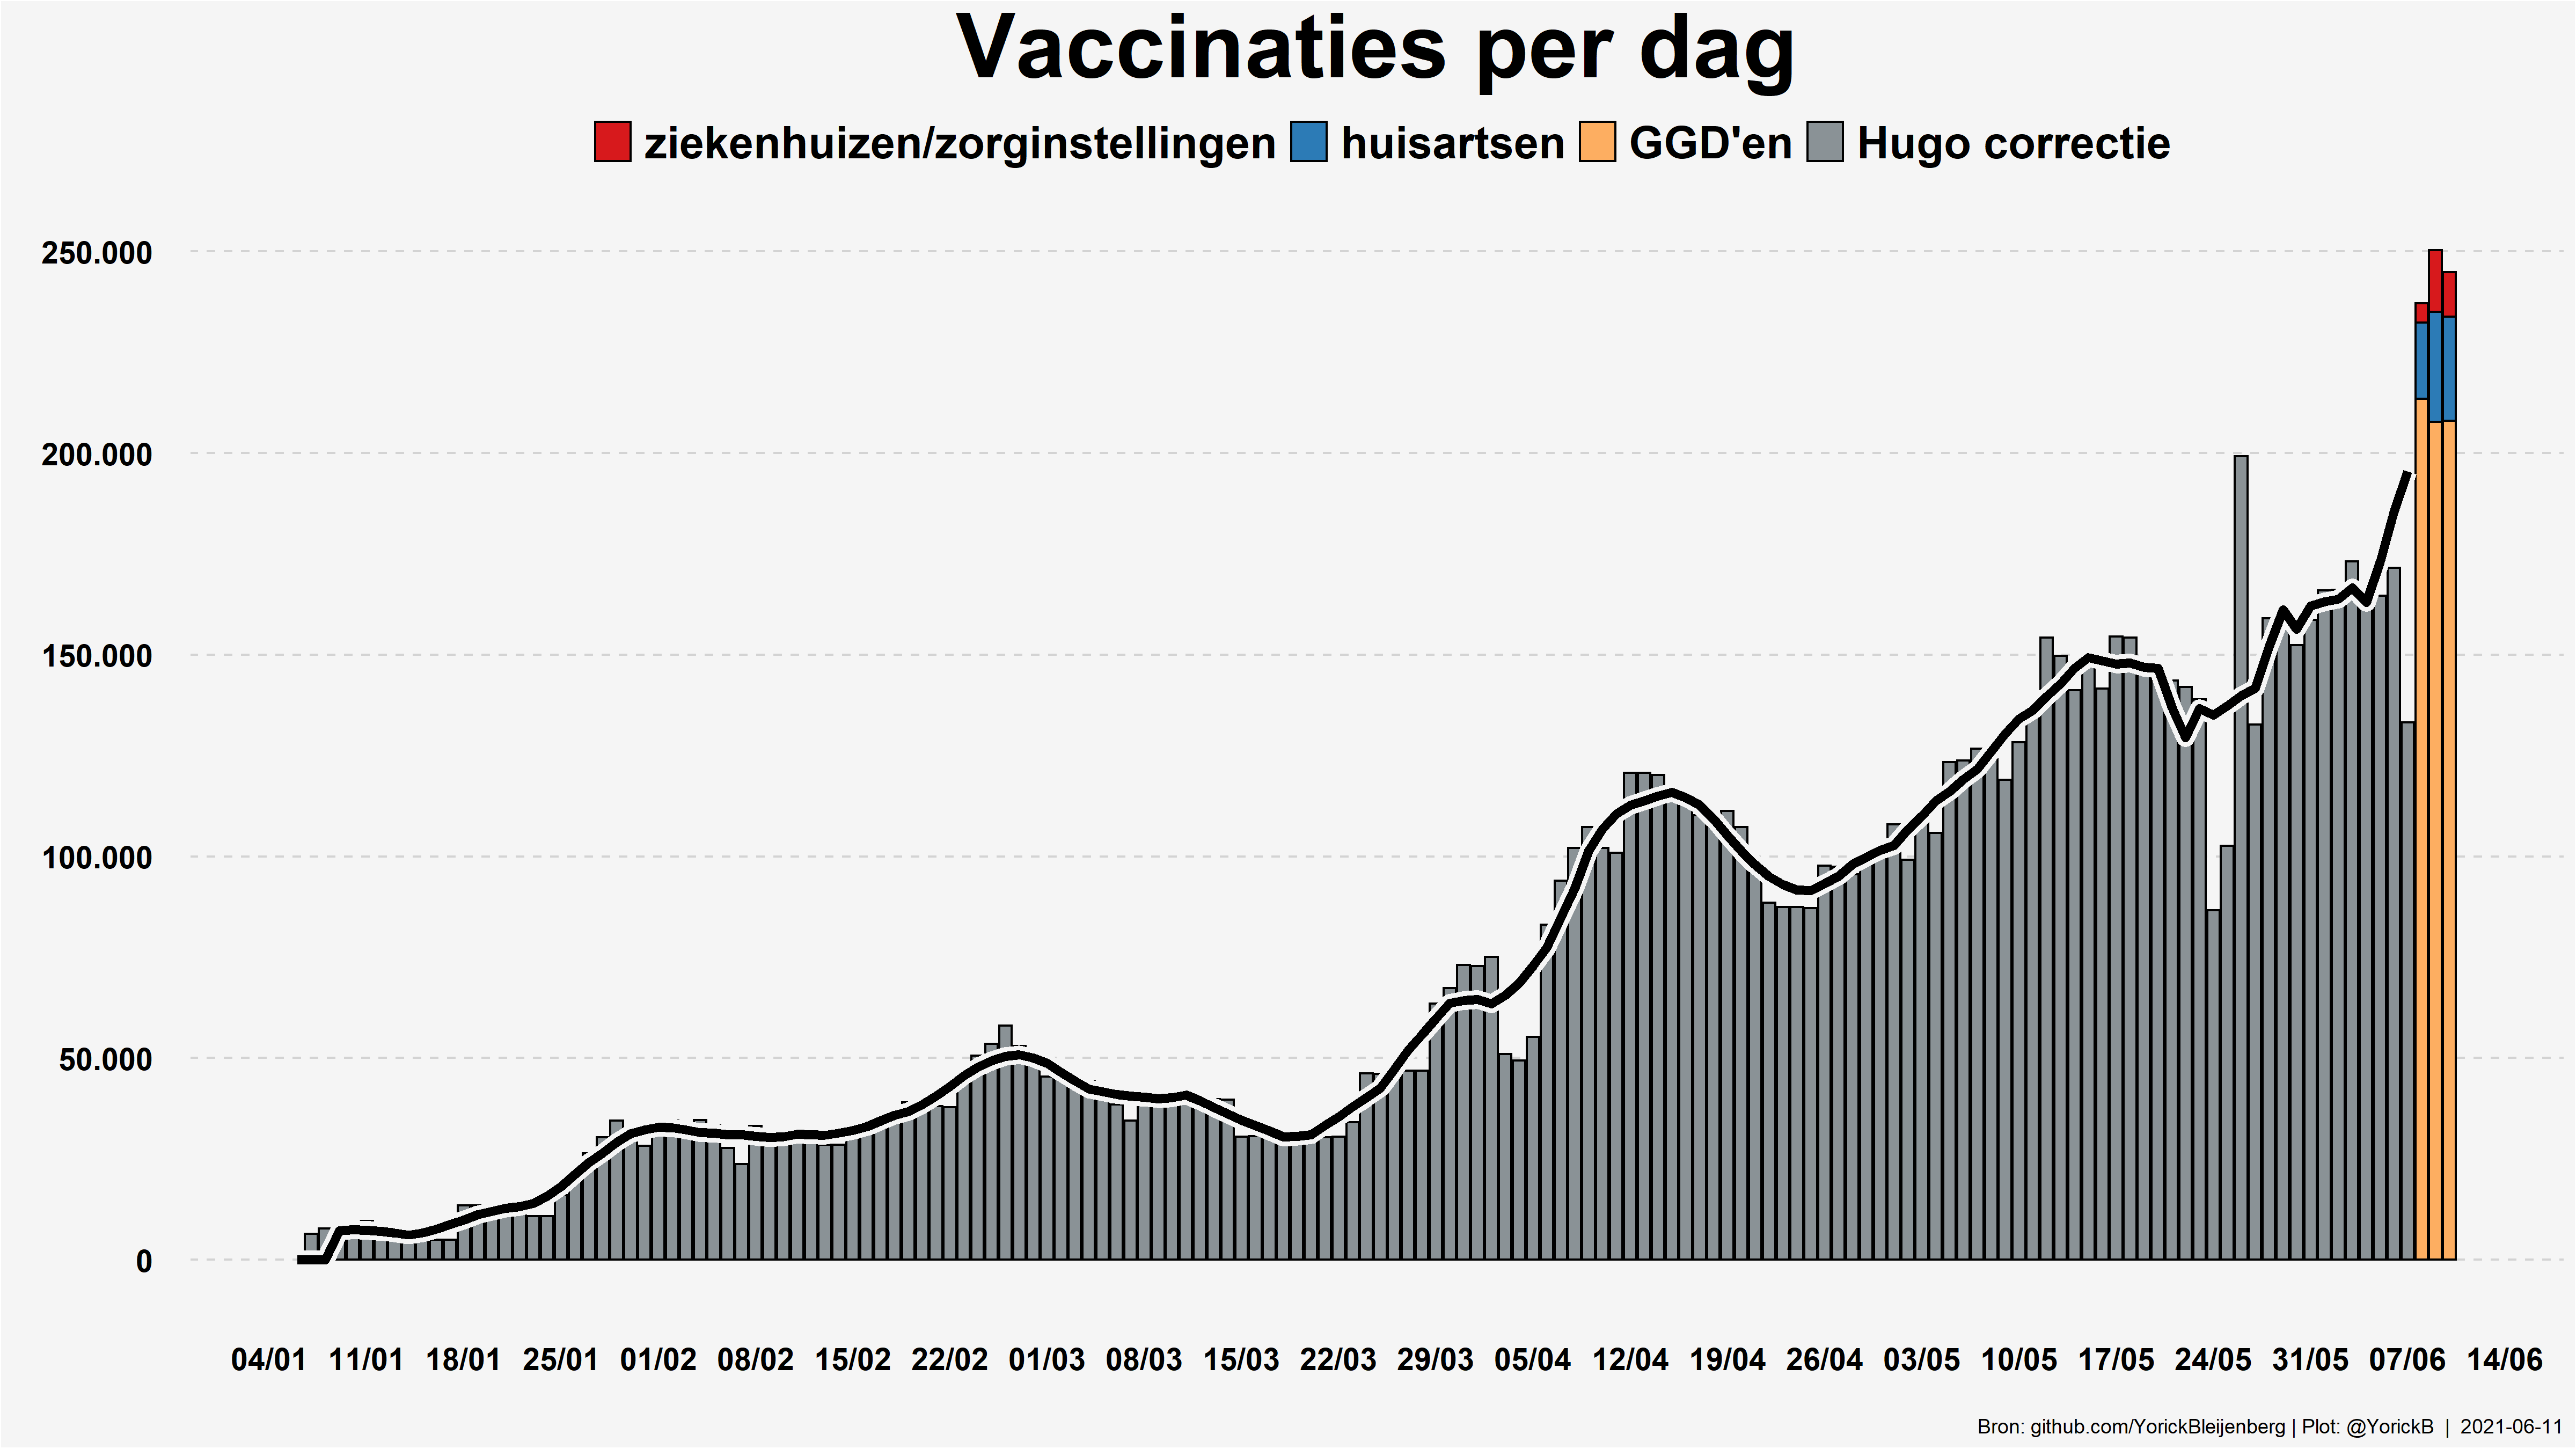 Vaccinaties per dag
ziekenhuizen/zorginstellingen huisartsen GGD'en Hugo correctie
250.000
200.000
150.000
100.000
50.000
0
04/01 11/01 18/01 25/01 01/02 08/02 15/02 22/02 01/03 08/03 15/03 22/03 29/03 05/04 12/04 19/04 26/04 03/05 10/05 17/05 24/05 31/05 07/06 14/06
Bron: github.com/YorickBleijenberg | Plot: @YorickB | 2021-06-11